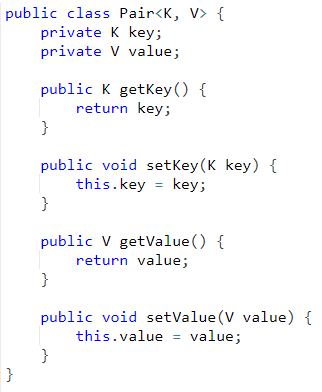 public class Pair<K, V> {
    private K key;
    private V value;

    public K getKey() {
        return key;
    }

    public void setKey(K key) {
        this.key = key;
    }

    public V getValue() {
        return value;
    }

    public void setValue(V value) {
        this.value = value;
    }
}